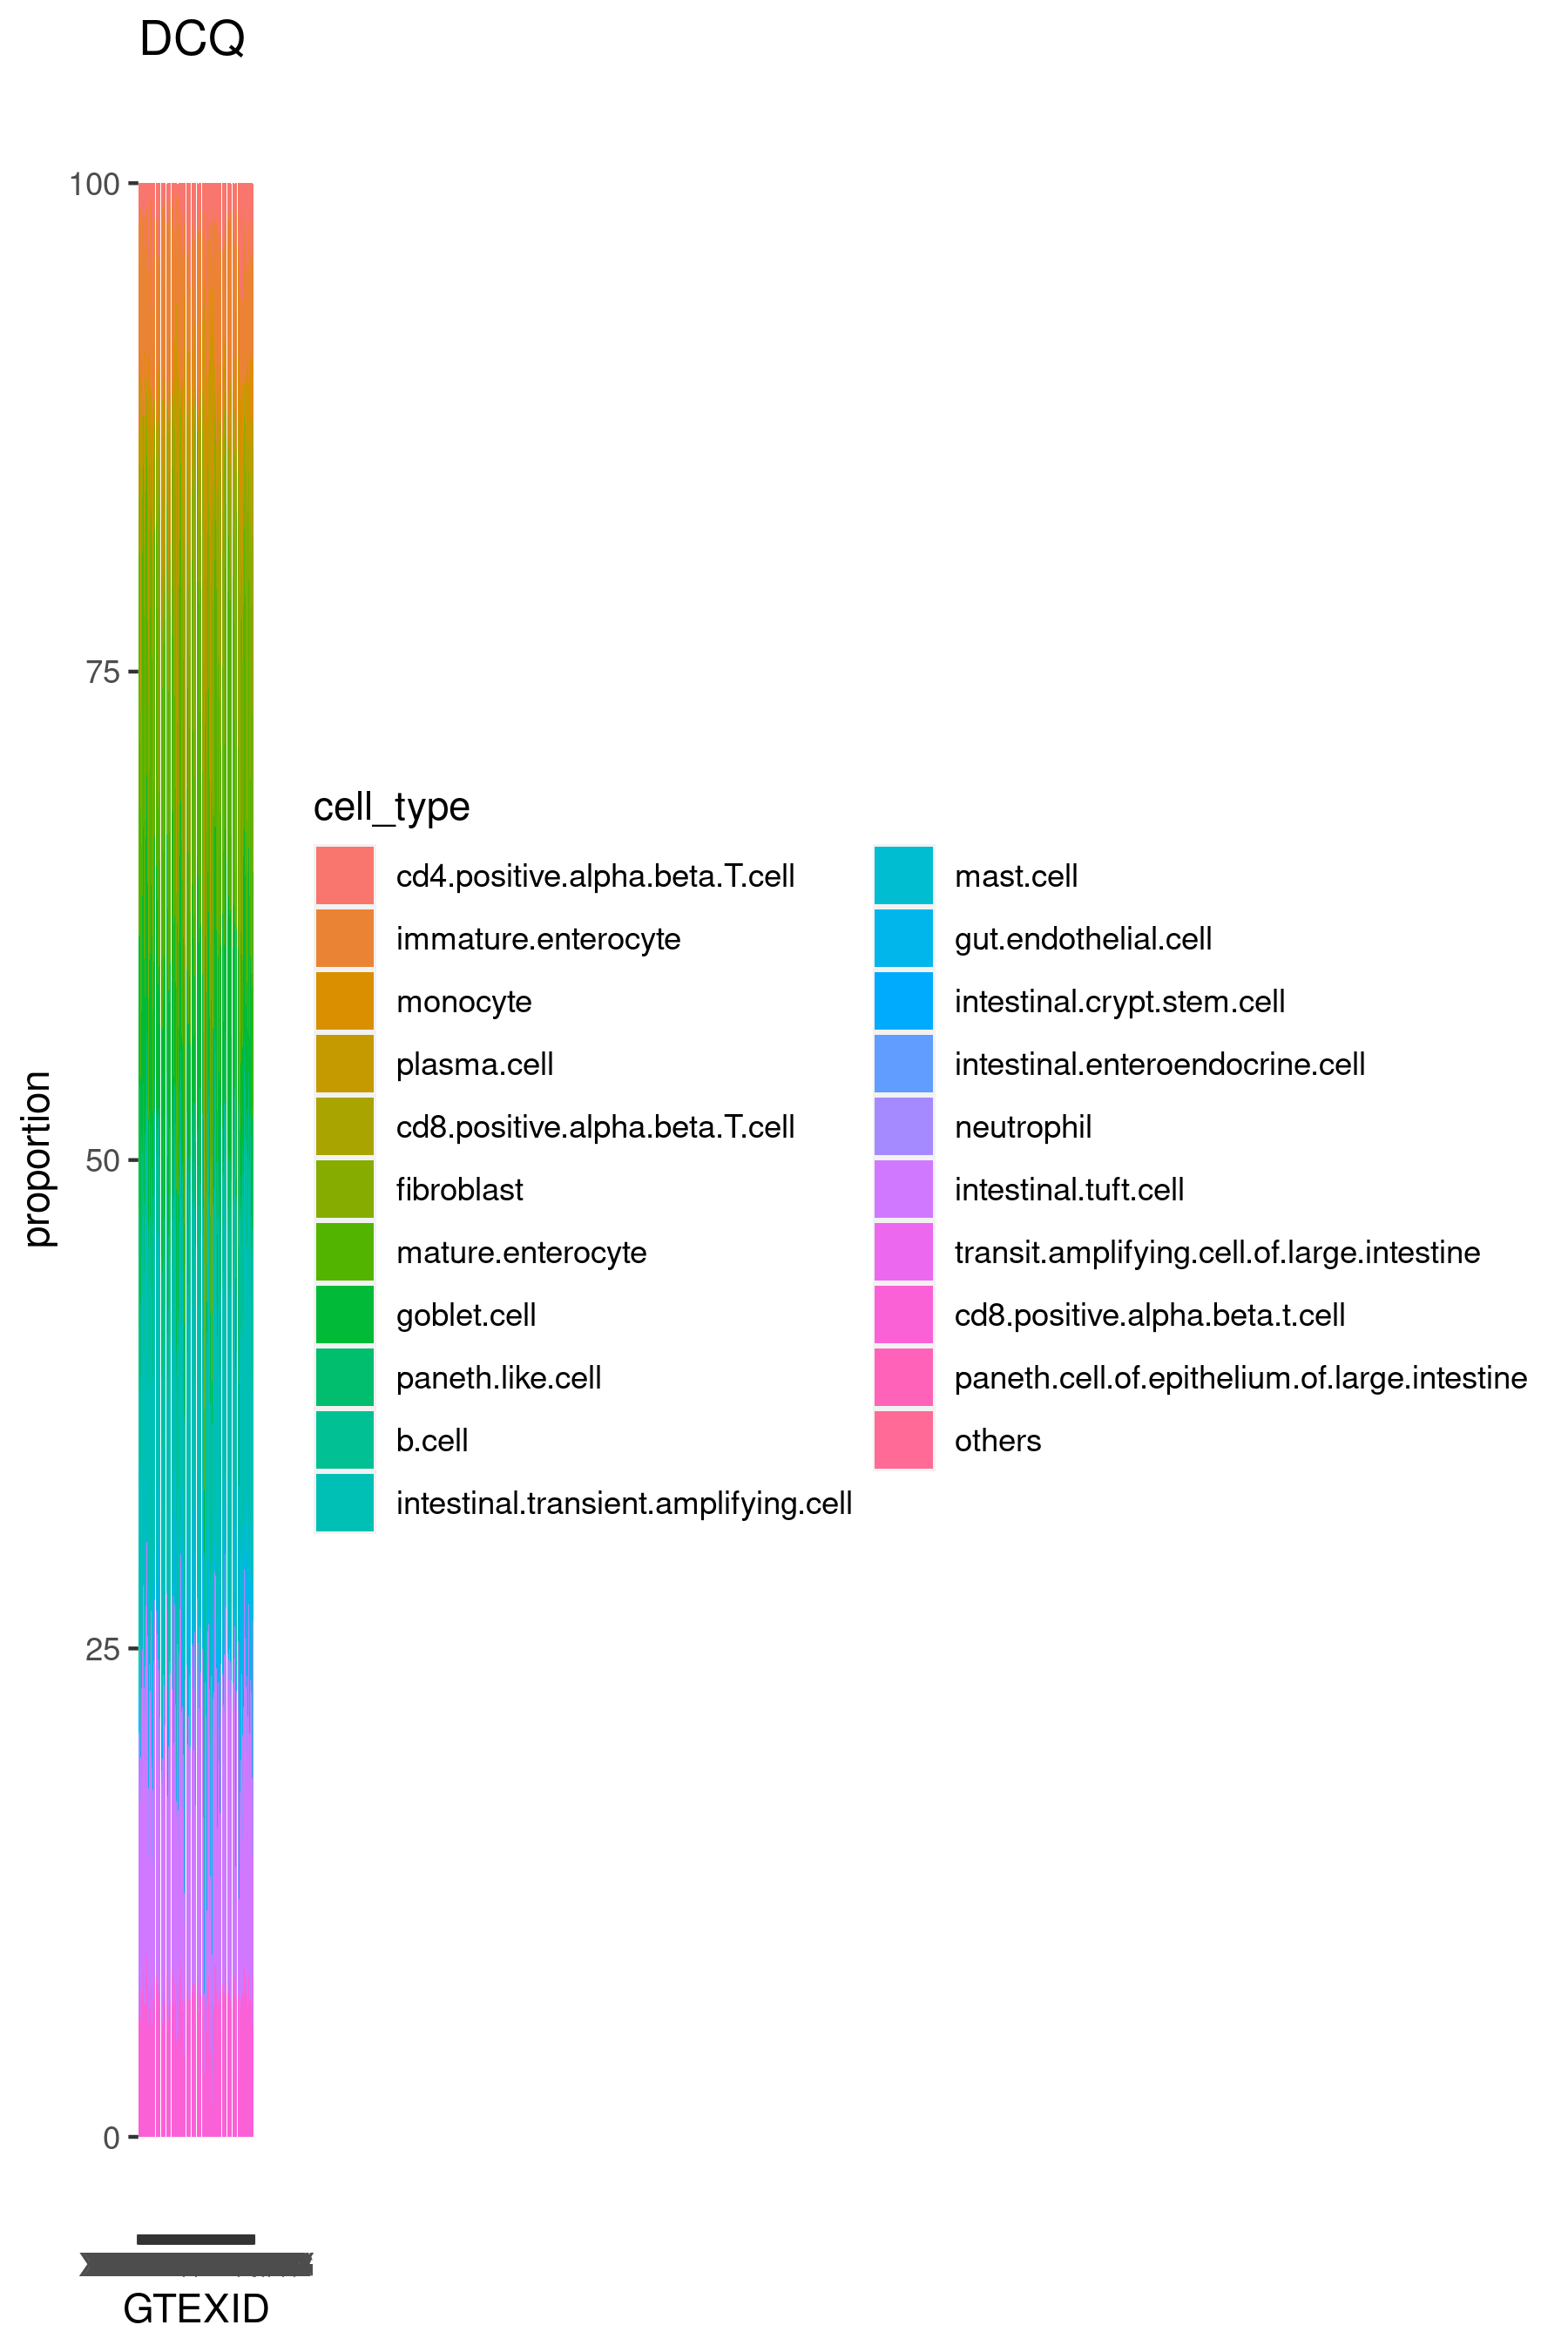 DCQ
100
75
50
25
0
proportion
cell_type
cd4.positive.alpha.beta.T.cell
immature.enterocyte
monocyte
plasma.cell
cd8.positive.alpha.beta.T.cell
fibroblast
mature.enterocyte
goblet.cell
paneth.like.cell
b.cell
intestinal.transient.amplifying.cell
mast.cell
gut.endothelial.cell
intestinal.crypt.stem.cell
intestinal.enteroendocrine.cell
neutrophil
intestinal.tuft.cell
transit.amplifying.cell.of.large.intestine
cd8.positive.alpha.beta.t.cell
paneth.cell.of.epithelium.of.large.intestine
others
GTEXID